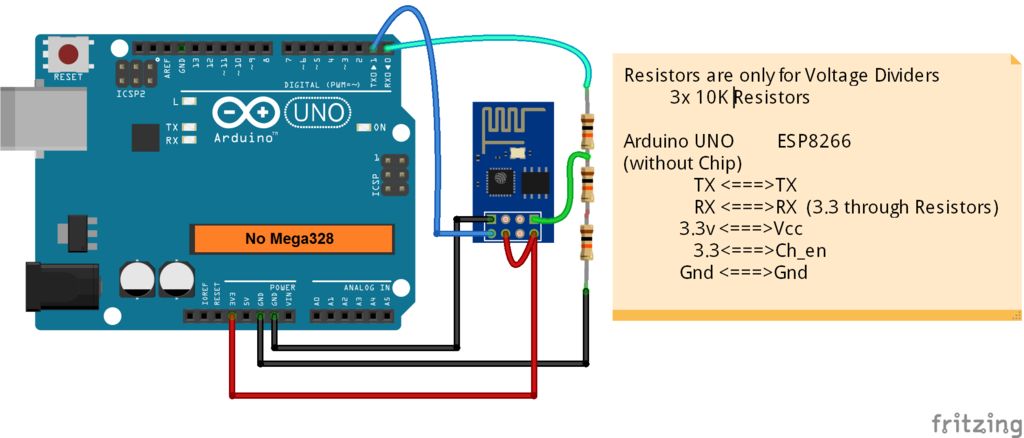 RESET
ICSP2
AREF
GND
13
12
~11
~10
~9
8
7
~6
~5
4
~3
2
TX0 1
RX0 0
DIGITAL (PWM=~)
L
TX
RX
Arduino™
UNO
ON
1
ICSP
No Mega328
IOREF
RESET
3V3
5V
GND
GND
VIN
POWER
ANALOG IN
A0
A1
A2
A3
A4
A5
Resistors are only for Voltage Dividers
3x 10K Resistors
Arduino UNO ESP8266
(without Chip)
TX <===>TX
RX <===>RX (3.3 through Resistors)
3.3v <===>Vcc
3.3<===>Ch_en
Gnd <===>Gnd
fritzing